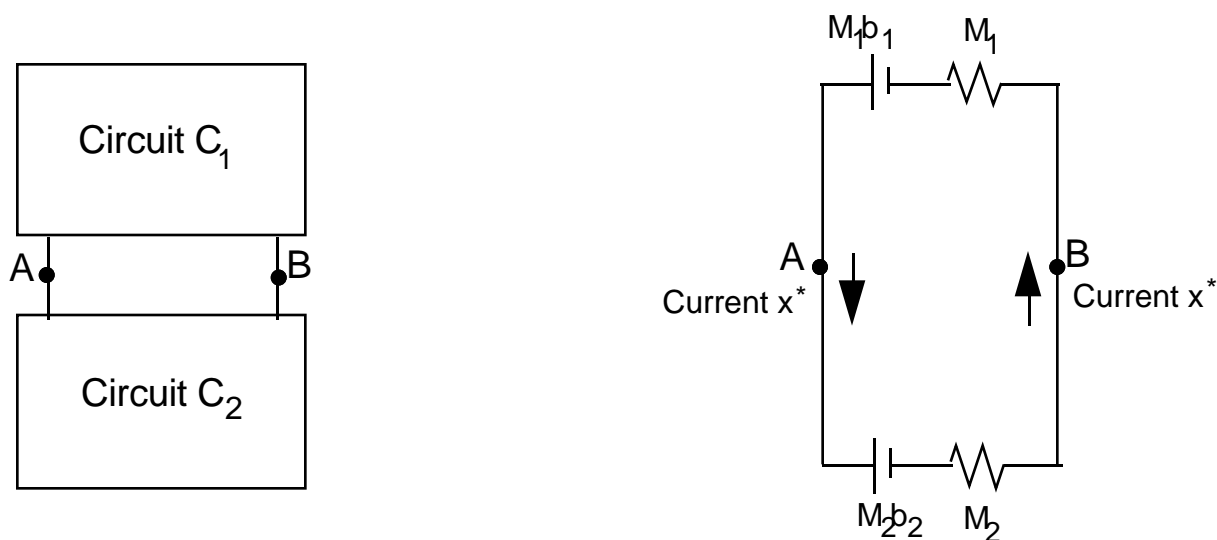 Circuit C₁
A
B
Circuit C₂
M₁b₁
M₁
A
B
Current x*
Current x*
M₂b₂
M₂